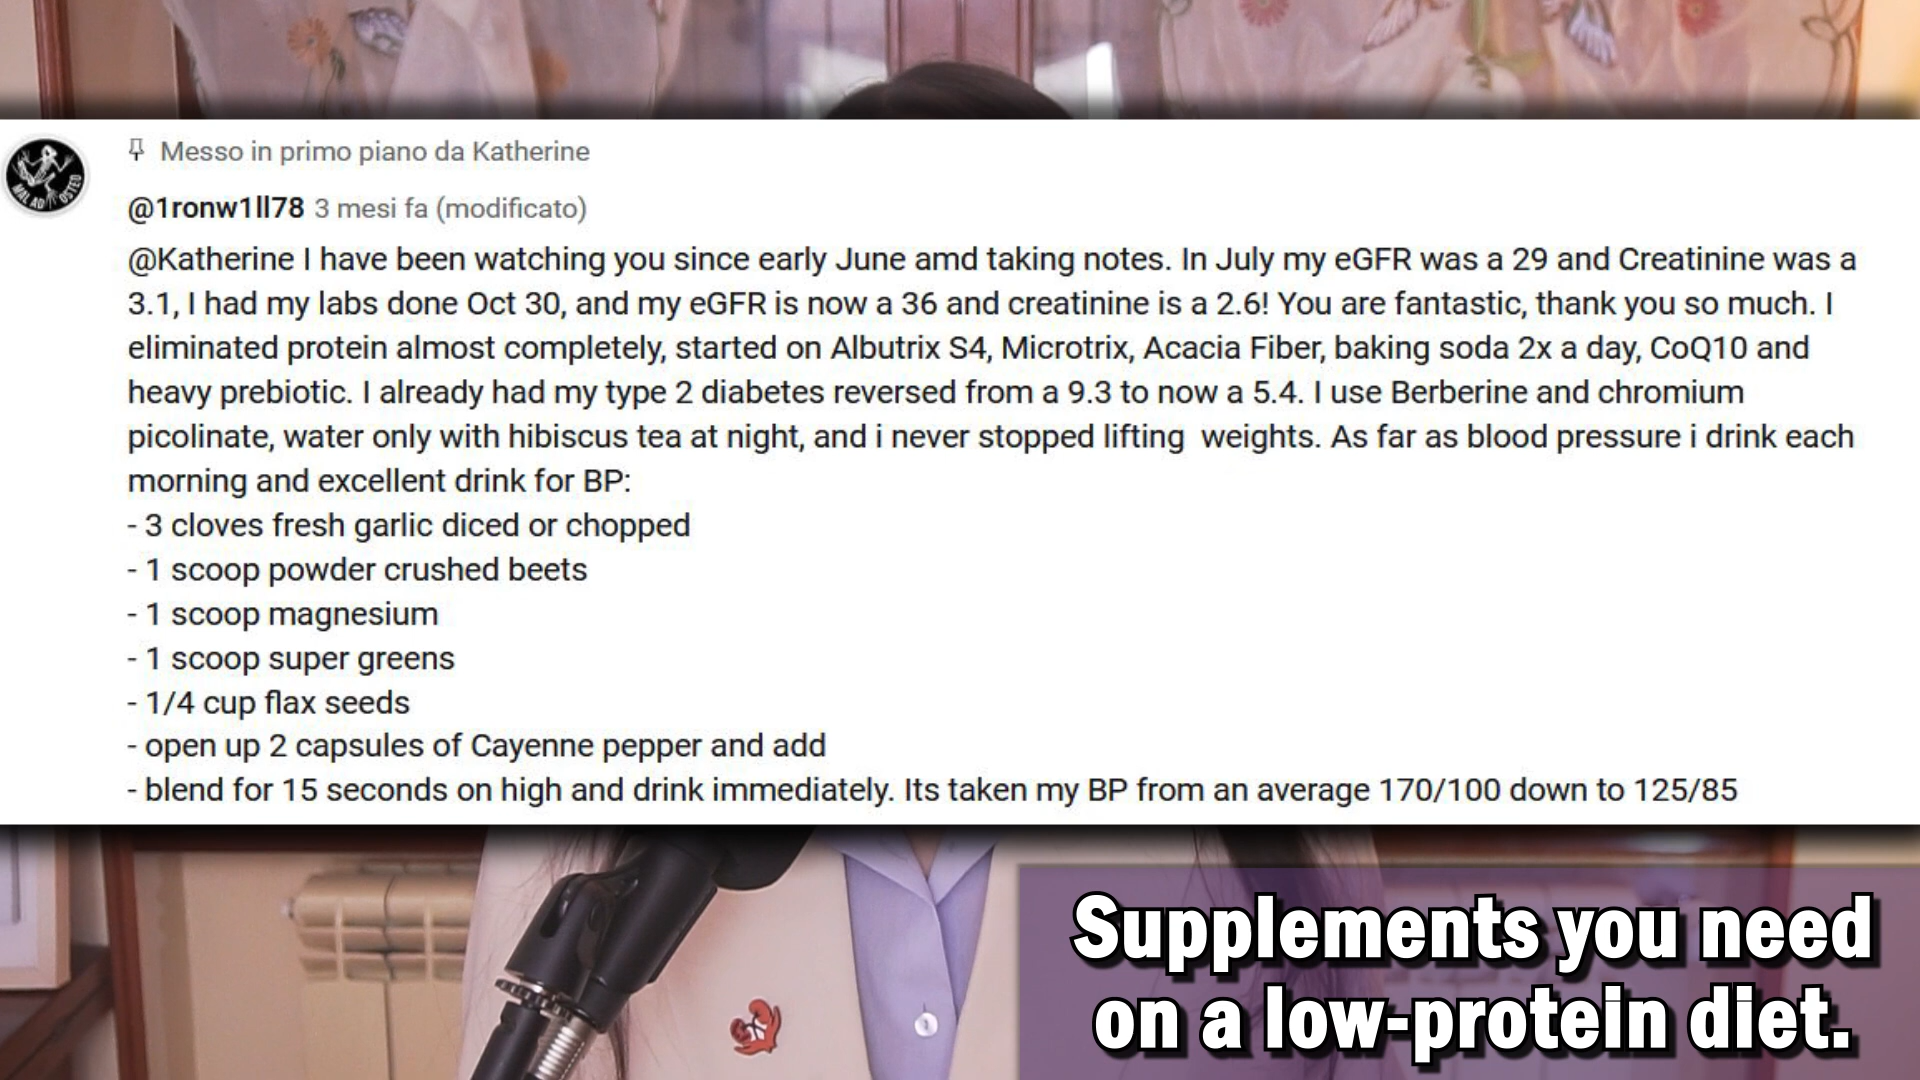 Messo in primo piano da Katherine
@1ronw1ll78 3 mesi fa (modificato)
@Katherine I have been watching you since early June amd taking notes. In July my eGFR was a 29 and Creatinine was a
3.1, I had my labs done Oct 30, and my eGFR is now a 36 and creatinine is a 2.6! You are fantastic, thank you so much. I
eliminated protein almost completely, started on Albutrix S4, Microtrix, Acacia Fiber, baking soda 2x a day, CoQ10 and
heavy prebiotic. I already had my type 2 diabetes reversed from a 9.3 to now a 5.4. I use Berberine and chromium
picolinate, water only with hibiscus tea at night, and i never stopped lifting weights. As far as blood pressure i drink each
morning and excellent drink for BP:
- 3 cloves fresh garlic diced or chopped
- 1 scoop powder crushed beets
- 1 scoop magnesium
- 1 scoop super greens
- 1/4 cup flax seeds
- open up 2 capsules of Cayenne pepper and add
- blend for 15 seconds on high and drink immediately. Its taken my BP from an average 170/100 down to 125/85
MAL AD OSTEO
Supplements you need
on a low-protein diet.